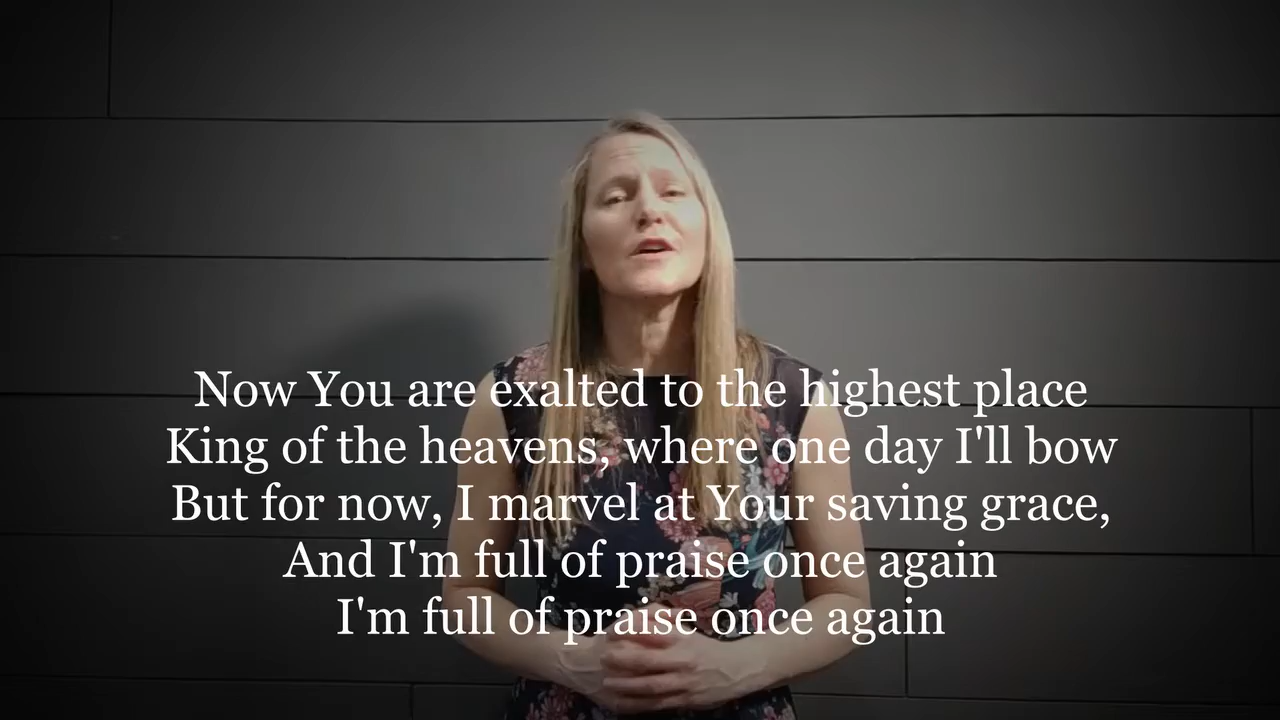 Now You are exalted to the highest place
King of the heavens, where one day I'll bow
But for now, I marvel at Your saving grace,
And I'm full of praise once again
I'm full of praise once again